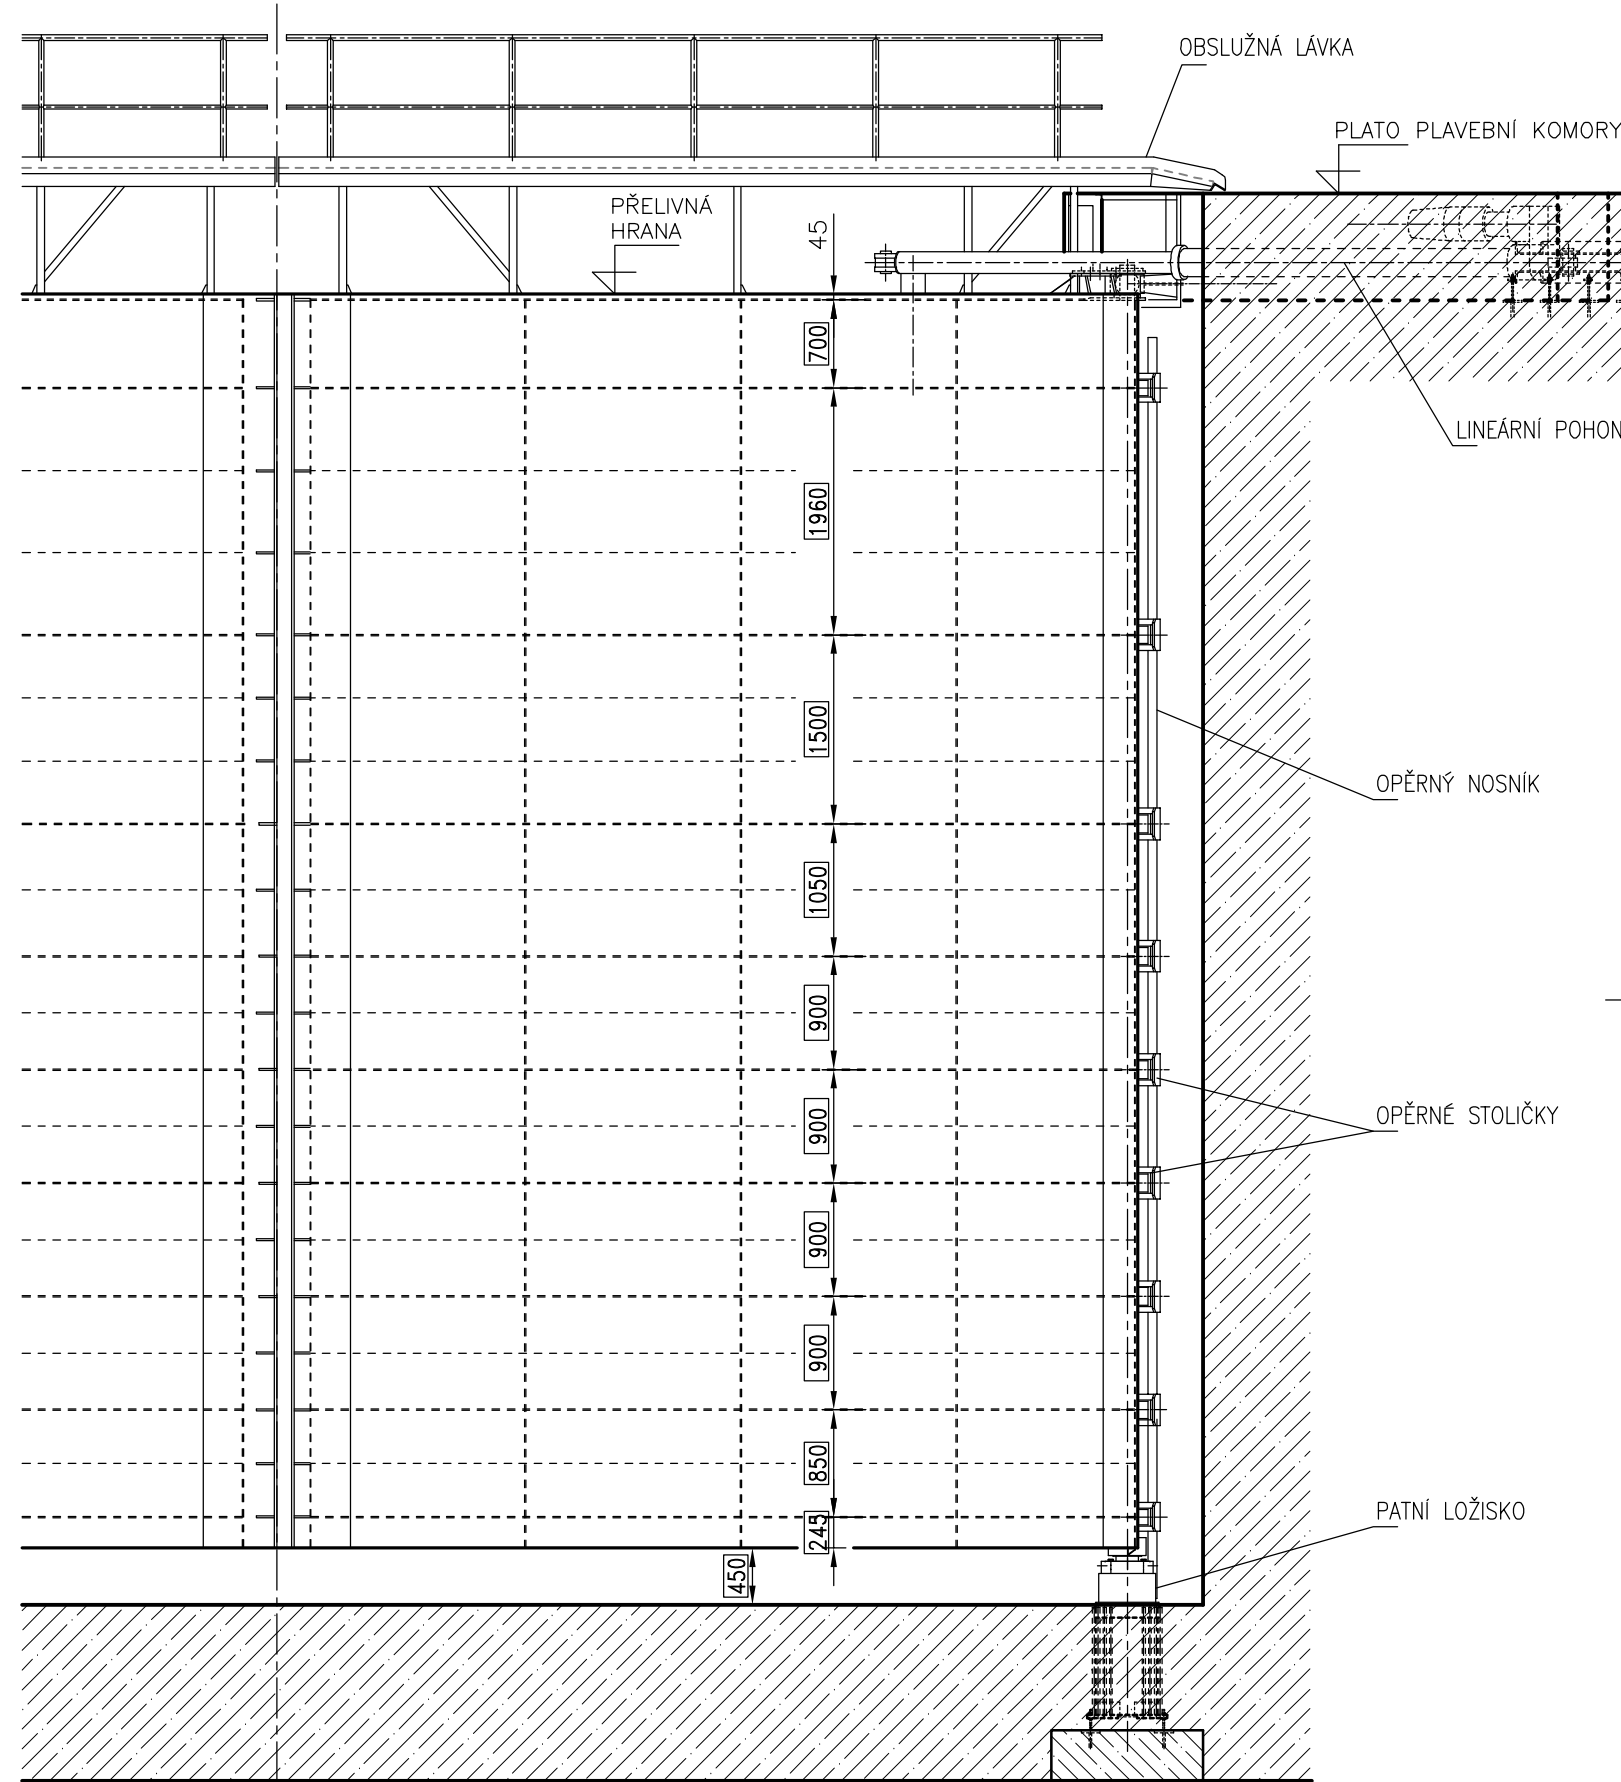 OBSLUŽNÁ LÁVKA
PLATO PLAVEBNÍ KOMORY
PŘELIVNÁ
HRANA
45
700
LINEÁRNÍ POHON
1960
1500
OPĚRNÝ NOSNÍK
1050
900
900
OPĚRNÉ STOLIČKY
900
900
850
PATNÍ LOŽISKO
245
450